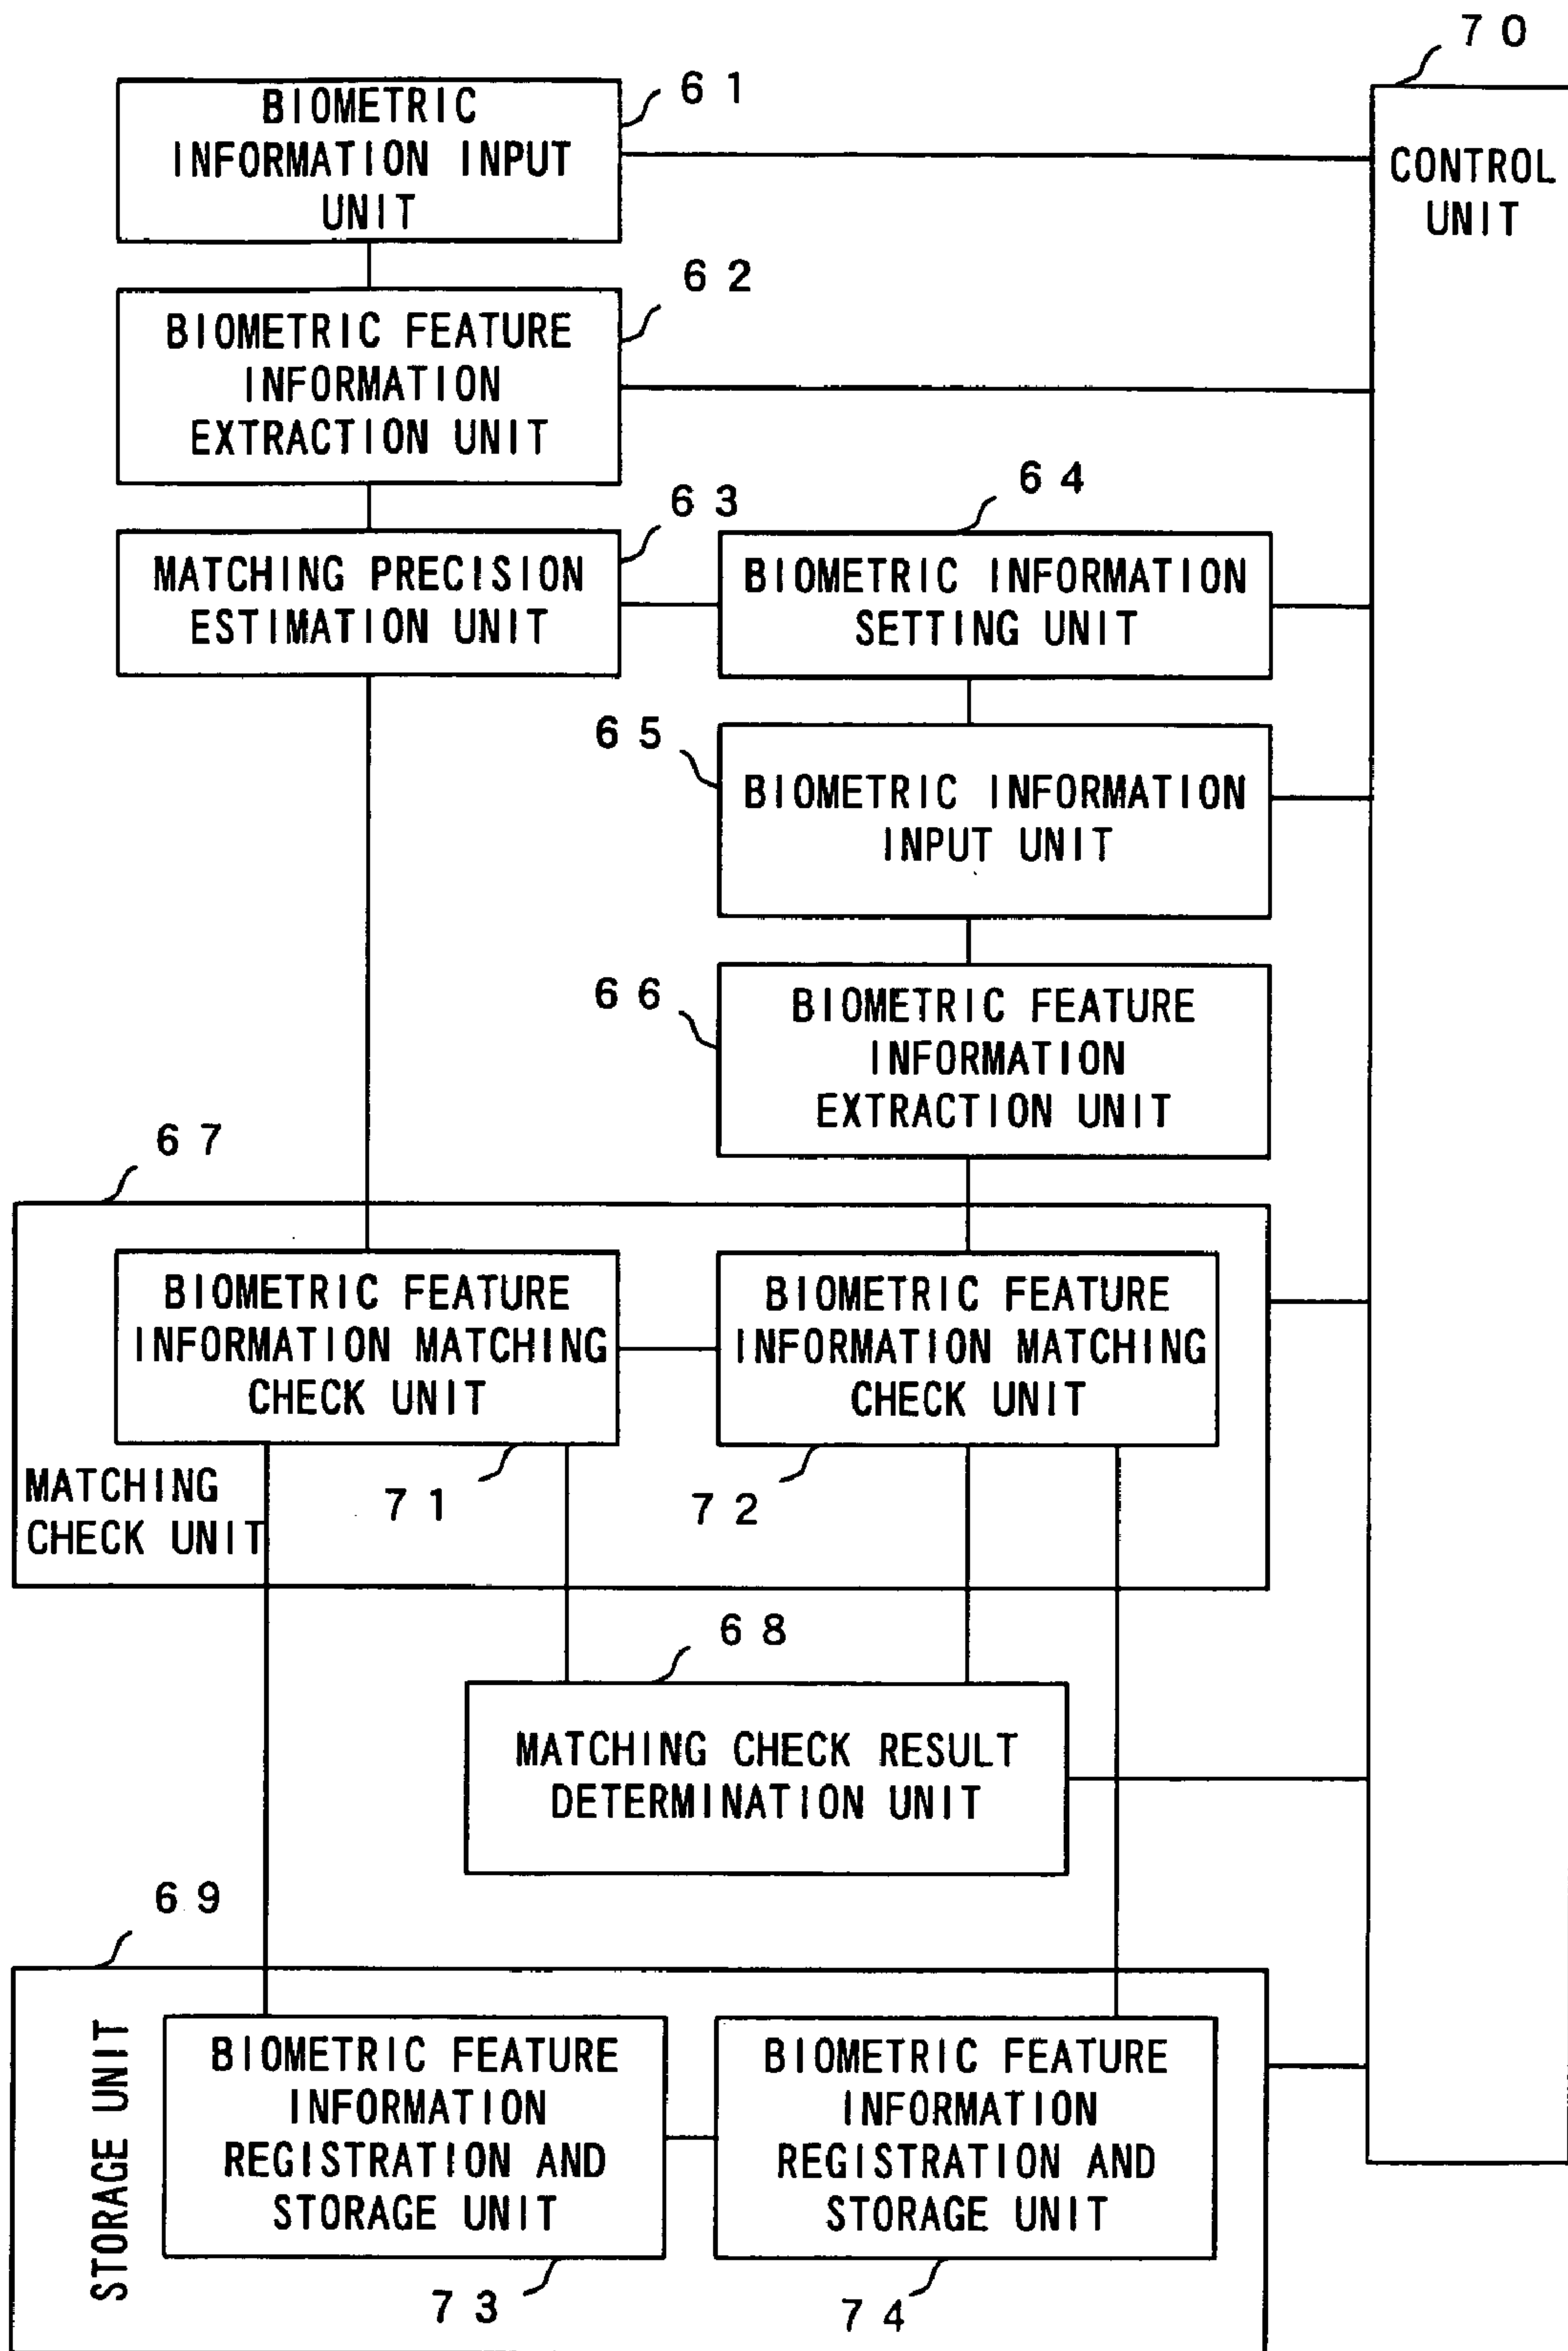 70
61
BIOMETRIC
INFORMATION INPUT
UNIT
CONTROL
UNIT
62
BIOMETRIC FEATURE
INFORMATION
EXTRACTION UNIT
63
64
MATCHING PRECISION
ESTIMATION UNIT
BIOMETRIC INFORMATION
SETTING UNIT
65
BIOMETRIC INFORMATION
INPUT UNIT
66
BIOMETRIC FEATURE
INFORMATION
EXTRACTION UNIT
67
BIOMETRIC FEATURE
INFORMATION MATCHING
CHECK UNIT
BIOMETRIC FEATURE
INFORMATION MATCHING
CHECK UNIT
MATCHING
CHECK UNIT
71
72
68
MATCHING CHECK RESULT
DETERMINATION UNIT
69
STORAGE UNIT
BIOMETRIC FEATURE
INFORMATION
REGISTRATION AND
STORAGE UNIT
BIOMETRIC FEATURE
INFORMATION
REGISTRATION AND
STORAGE UNIT
73
74